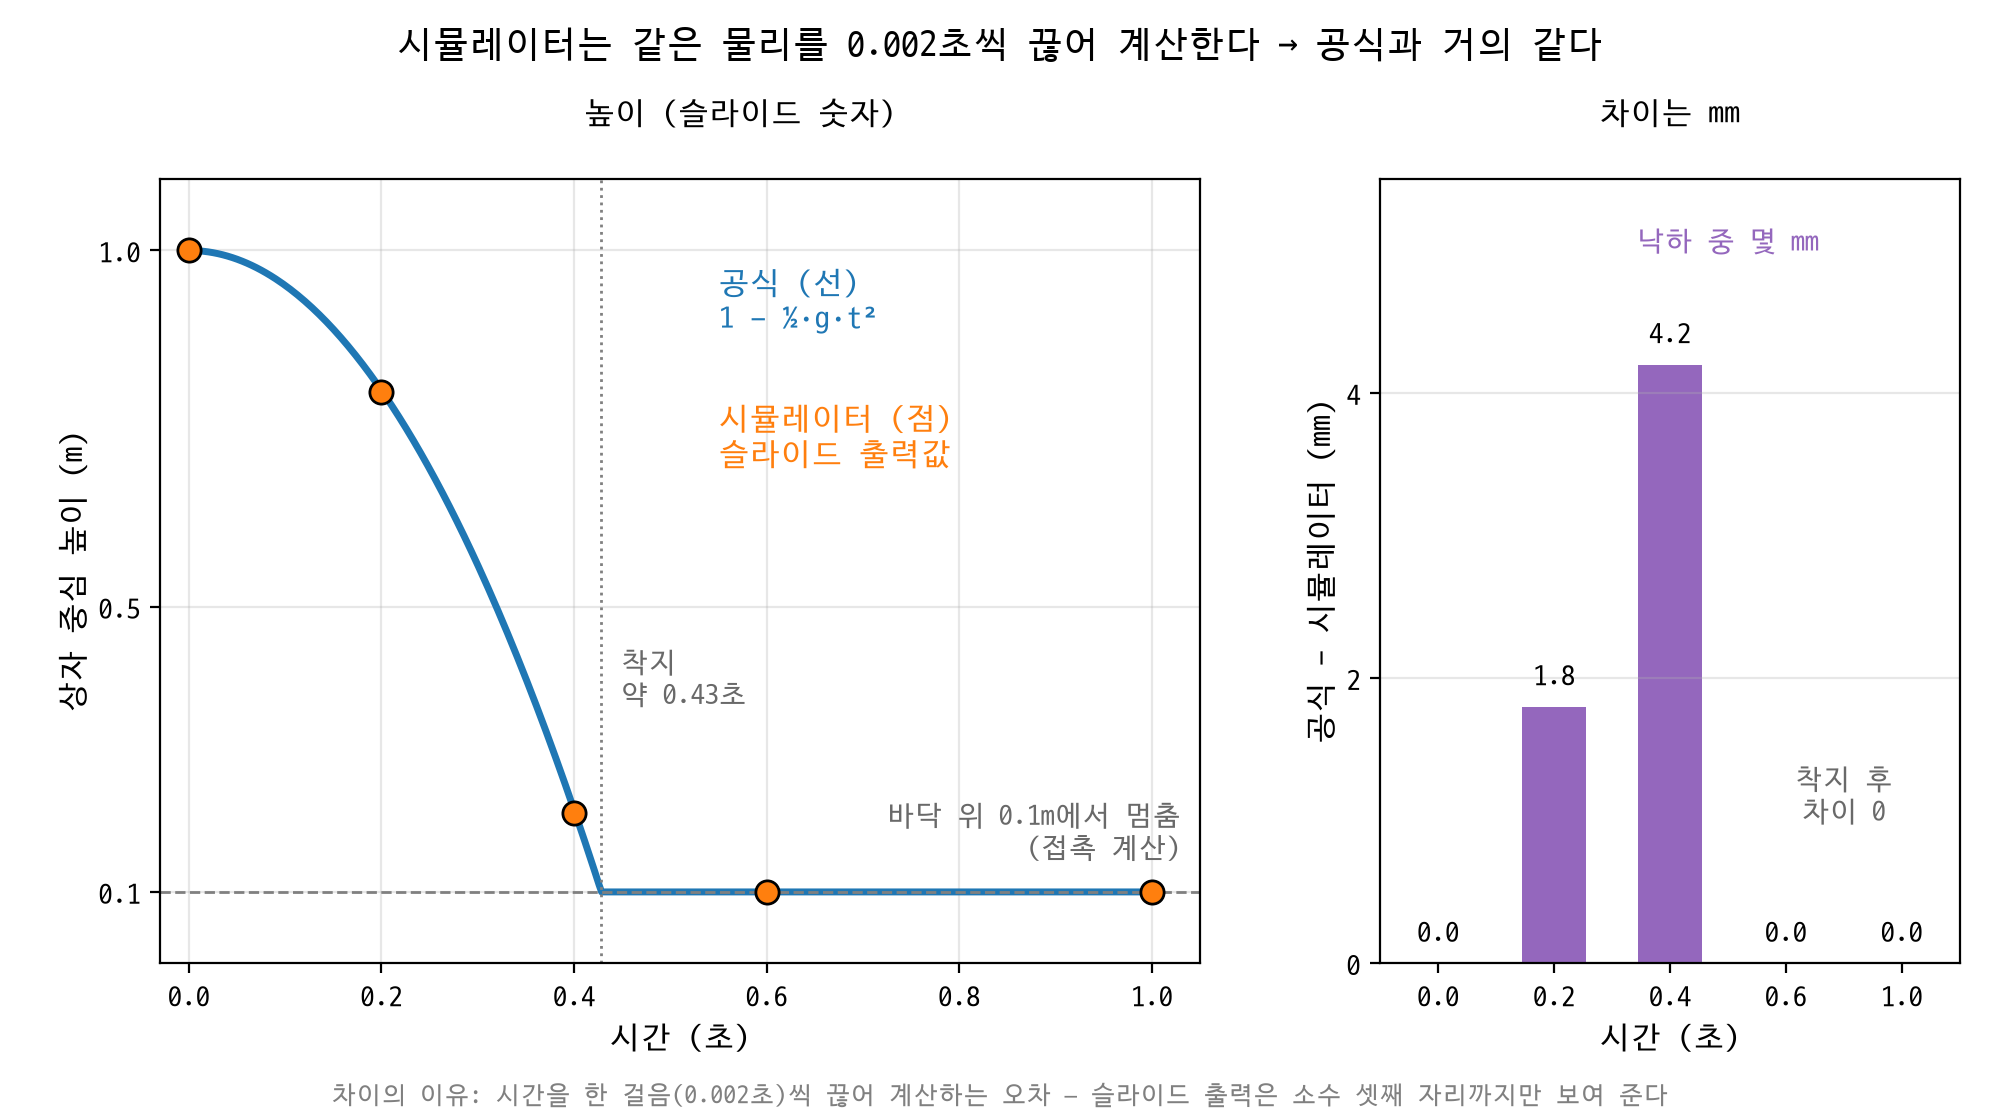 시뮬레이터는 같은 물리를 0.002초씩 끊어 계산한다 → 공식과 거의 같다
높이 (슬라이드 숫자)
상자 중심 높이 (m)
1.0
0.5
0.1
공식 (선)
1 − ½·g·t²
시뮬레이터 (점)
슬라이드 출력값
착지
약 0.43초
바닥 위 0.1m에서 멈춤
(접촉 계산)
0.0 0.2 0.4 0.6 0.8 1.0
시간 (초)
차이는 mm
공식 − 시뮬레이터 (mm)
4
2
0
낙하 중 몇 mm
4.2
1.8
착지 후
차이 0
0.0 0.0 0.0
0.0 0.2 0.4 0.6 1.0
시간 (초)
차이의 이유: 시간을 한 걸음(0.002초)씩 끊어 계산하는 오차 — 슬라이드 출력은 소수 셋째 자리까지만 보여 준다